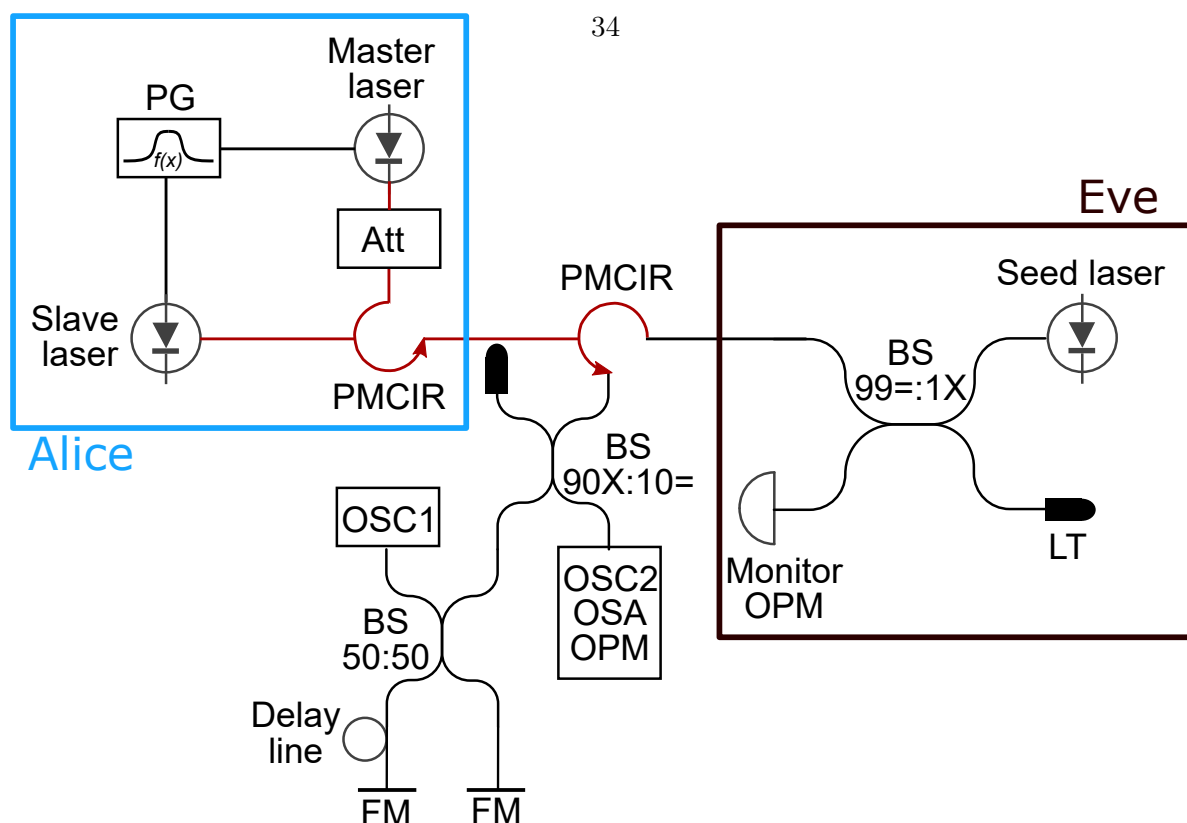 34
Master
laser
PG
f(x)
Att
Slave
laser
PMCIR
Alice
PMCIR
Eve
Seed laser
BS
99=:1X
LT
Monitor
OPM
BS
90X:10=
OSC1
OSC2
OSA
OPM
BS
50:50
Delay
line
FM
FM